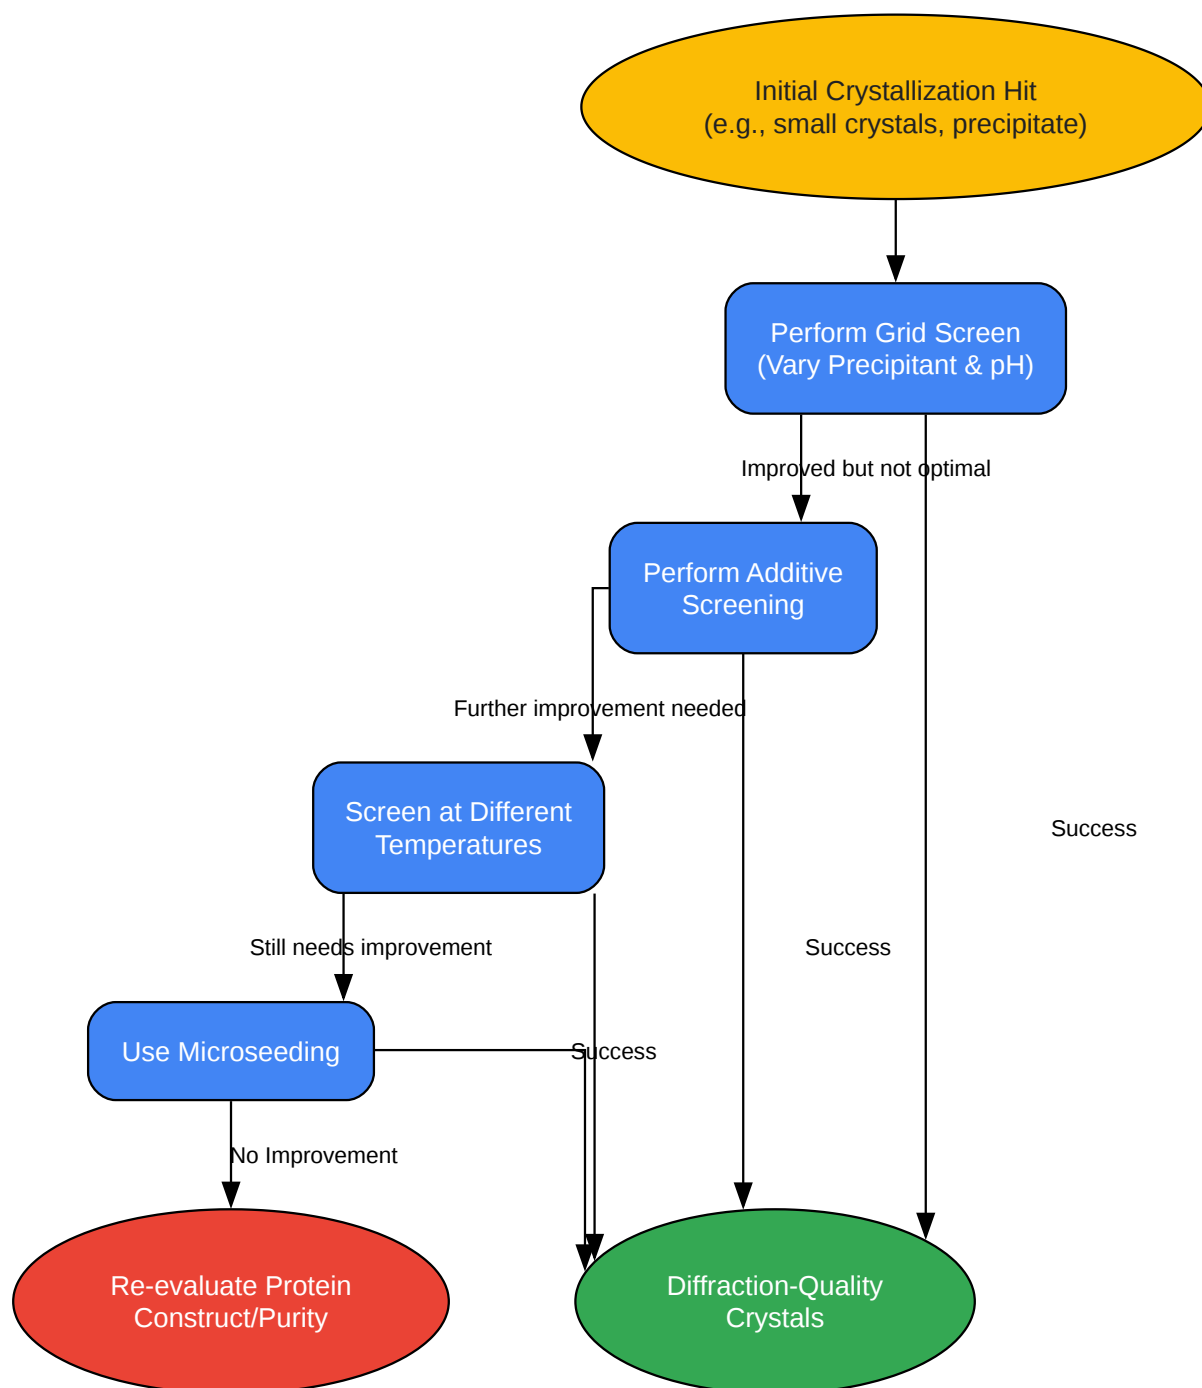 Initial Crystallization Hit
(e.g., small crystals, precipitate)
Perform Grid Screen
(Vary Precipitant & pH)
Improved but not optimal
Perform Additive
Screening
Further improvement needed
Screen at Different
Temperatures
Success
Still needs improvement
Success
Use Microseeding
Success
No Improvement
Re-evaluate Protein
Construct/Purity
Diffraction-Quality
Crystals